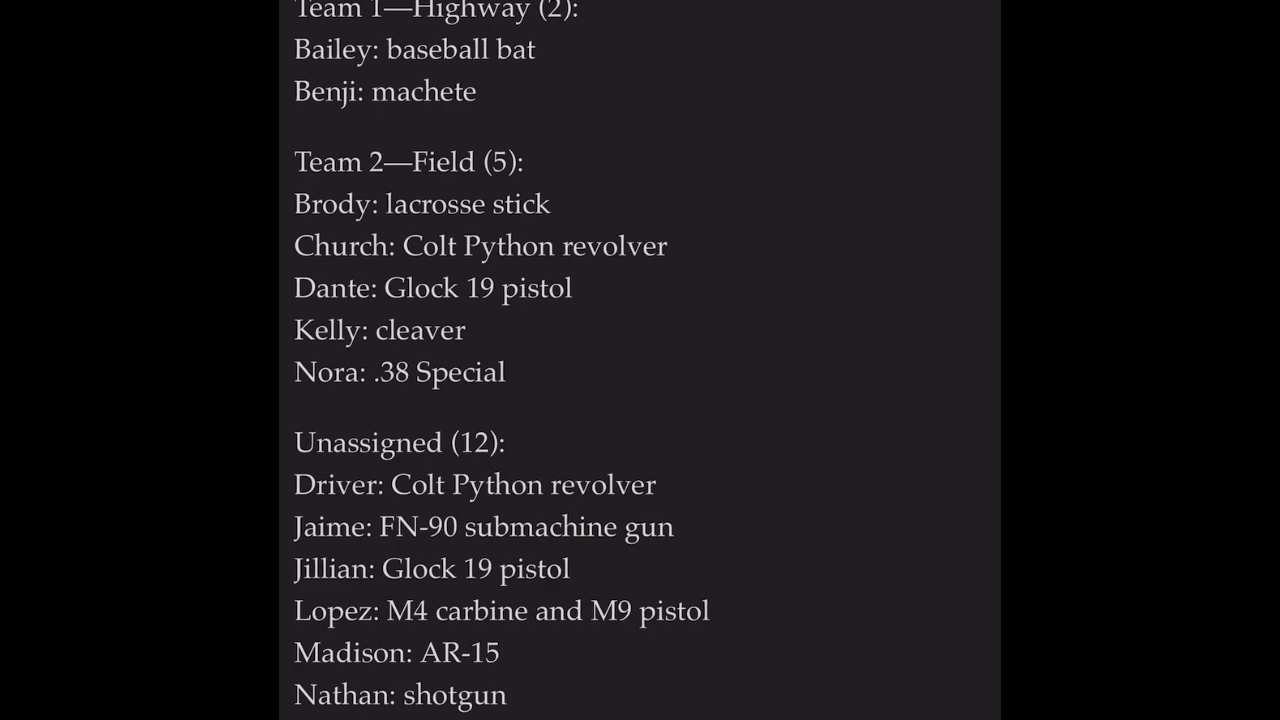 Team 1—Highway (2):
Bailey: baseball bat
Benji: machete
Team 2—Field (5):
Brody: lacrosse stick
Church: Colt Python revolver
Dante: Glock 19 pistol
Kelly: cleaver
Nora: .38 Special
Unassigned (12):
Driver: Colt Python revolver
Jaime: FN-90 submachine gun
Jillian: Glock 19 pistol
Lopez: M4 carbine and M9 pistol
Madison: AR-15
Nathan: shotgun